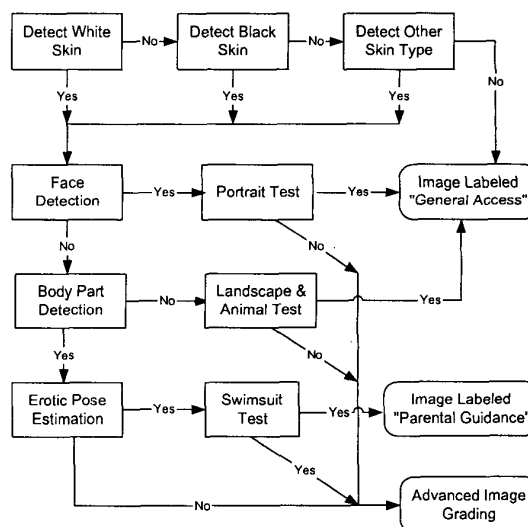 Detect White
Skin
No
Detect Black
Skin
No
Detect Other
Skin Type
Yes
Yes
Yes
No
Face
Detection
Yes
Portrait Test
Yes
Image Labeled
"General Access"
No
No
Body Part
Detection
No
Landscape &
Animal Test
Yes
Yes
No
Erotic Pose
Estimation
Yes
Swimsuit
Test
Yes
Image Labeled
"Parental Guidance"
Yes
No
Advanced Image
Grading